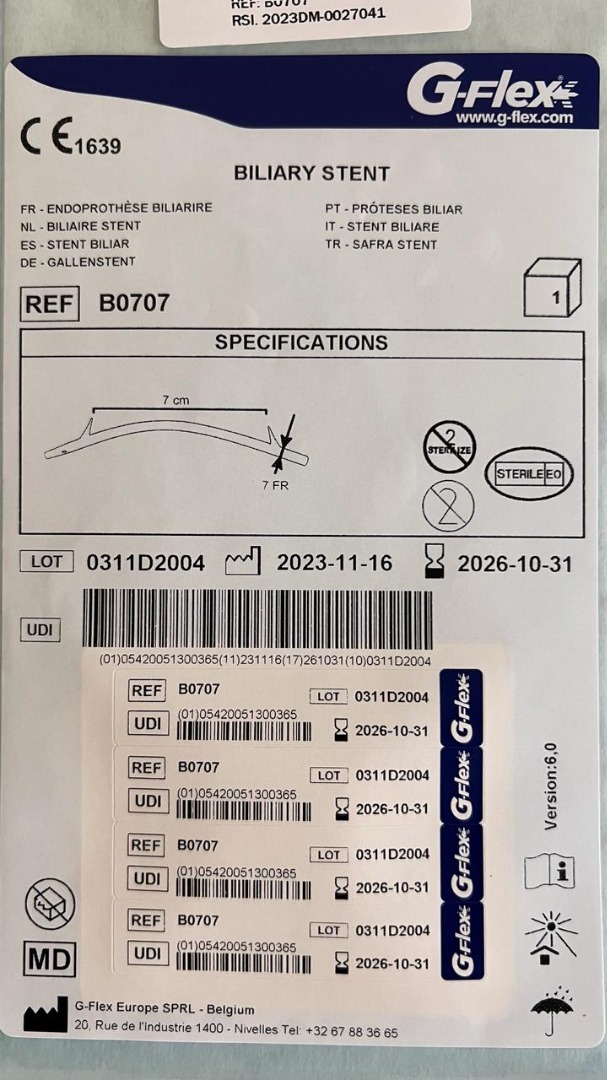 REF: B0707
RSI. 2023DM-0027041
G-Flex®
www.g-flex.com
CE 1639
BILIARY STENT
FR - ENDOPROTHÈSE BILIARIRE
NL - BILIAIRE STENT
ES - STENT BILIAR
DE - GALLENSTENT
PT - PRÓTESES BILIAR
IT - STENT BILIARE
TR - SAFRA STENT
1
REF B0707
SPECIFICATIONS
7 cm
7 FR
2
STERILIZE
STERILE EO
2
LOT 0311D2004 2023-11-16 2026-10-31
UDI
(01)05420051300365(11)231116(17)261031(10)0311D2004
REF B0707 LOT 0311D2004
UDI (01)05420051300365 2026-10-31
G-Flex
REF B0707 LOT 0311D2004
UDI (01)05420051300365 2026-10-31
G-Flex
REF B0707 LOT 0311D2004
UDI (01)05420051300365 2026-10-31
G-Flex
REF B0707 LOT 0311D2004
UDI (01)05420051300365 2026-10-31
G-Flex
Version:6,0
i
MD
G-Flex Europe SPRL - Belgium
20, Rue de l'Industrie 1400 - Nivelles Tel: +32 67 88 36 65